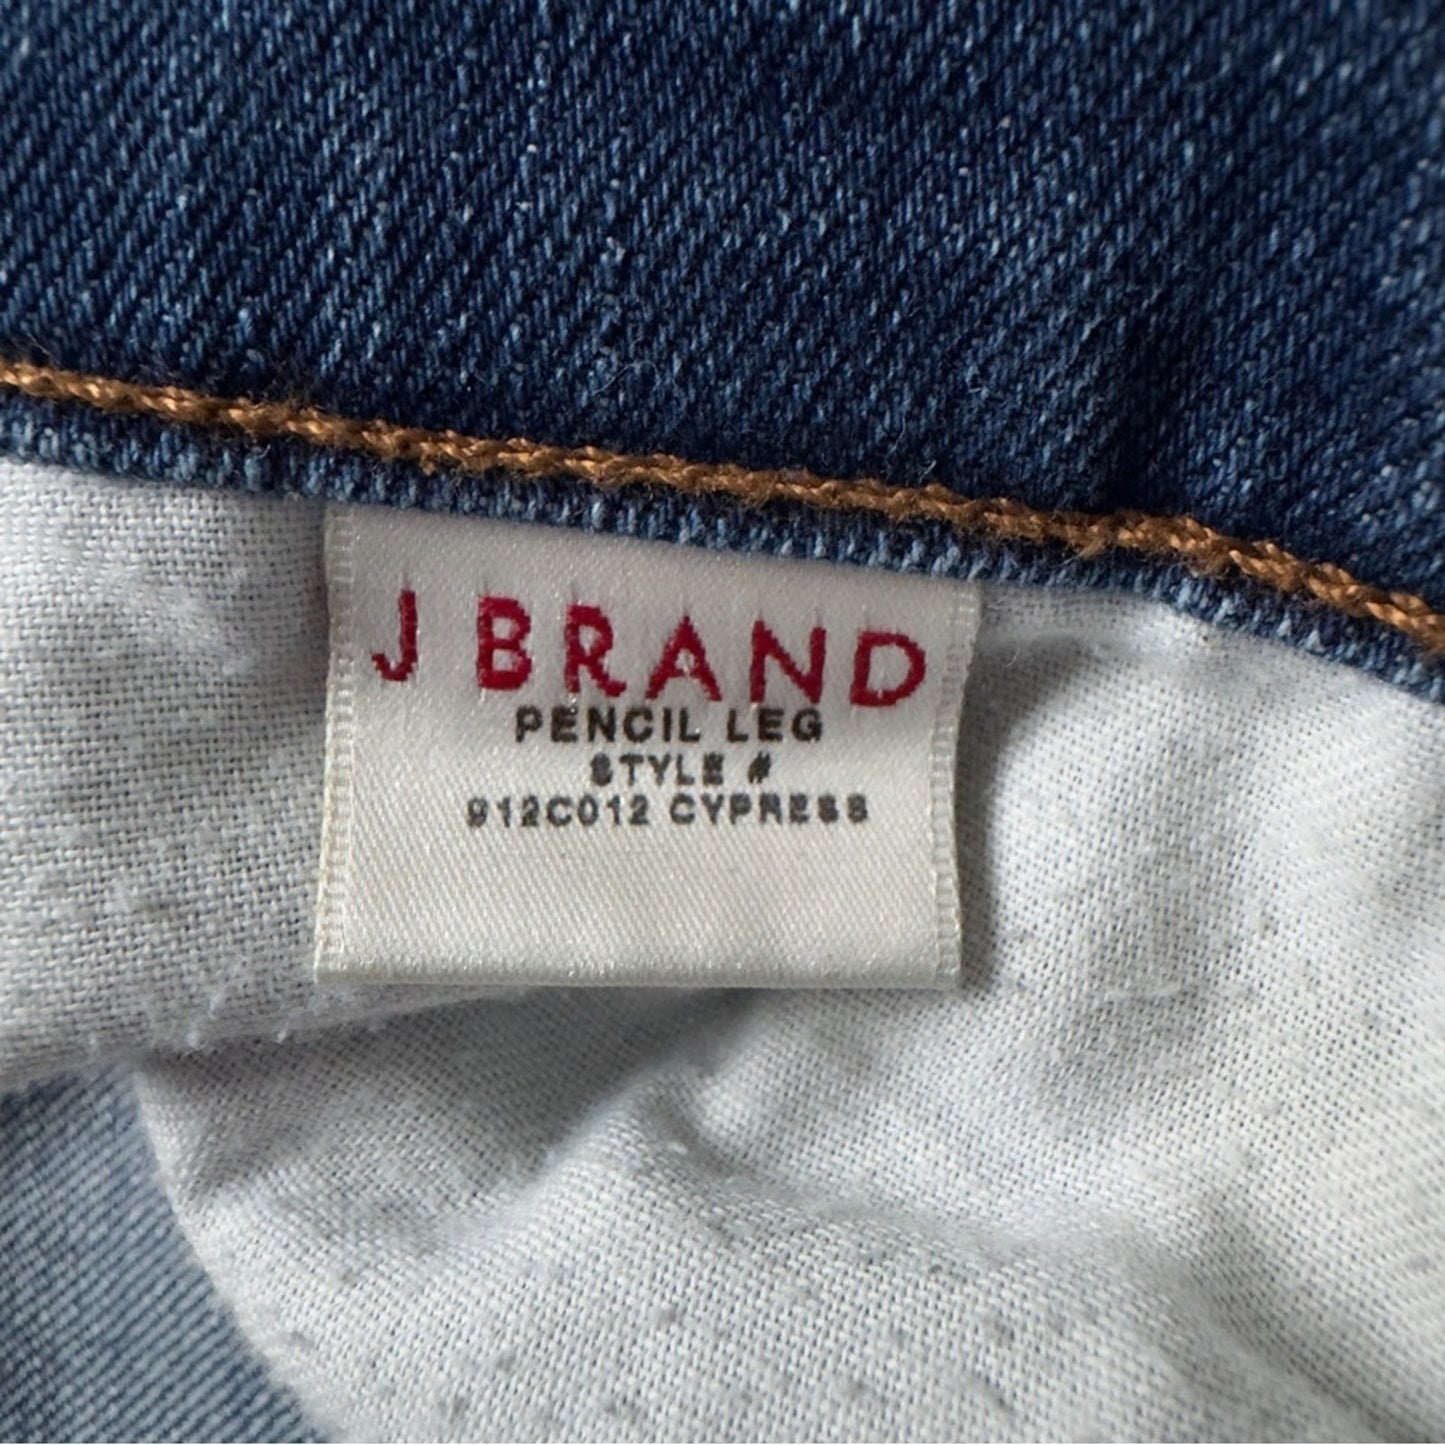 J BRAND
PENCIL LEG
STYLE #
912C012 CYPRESS